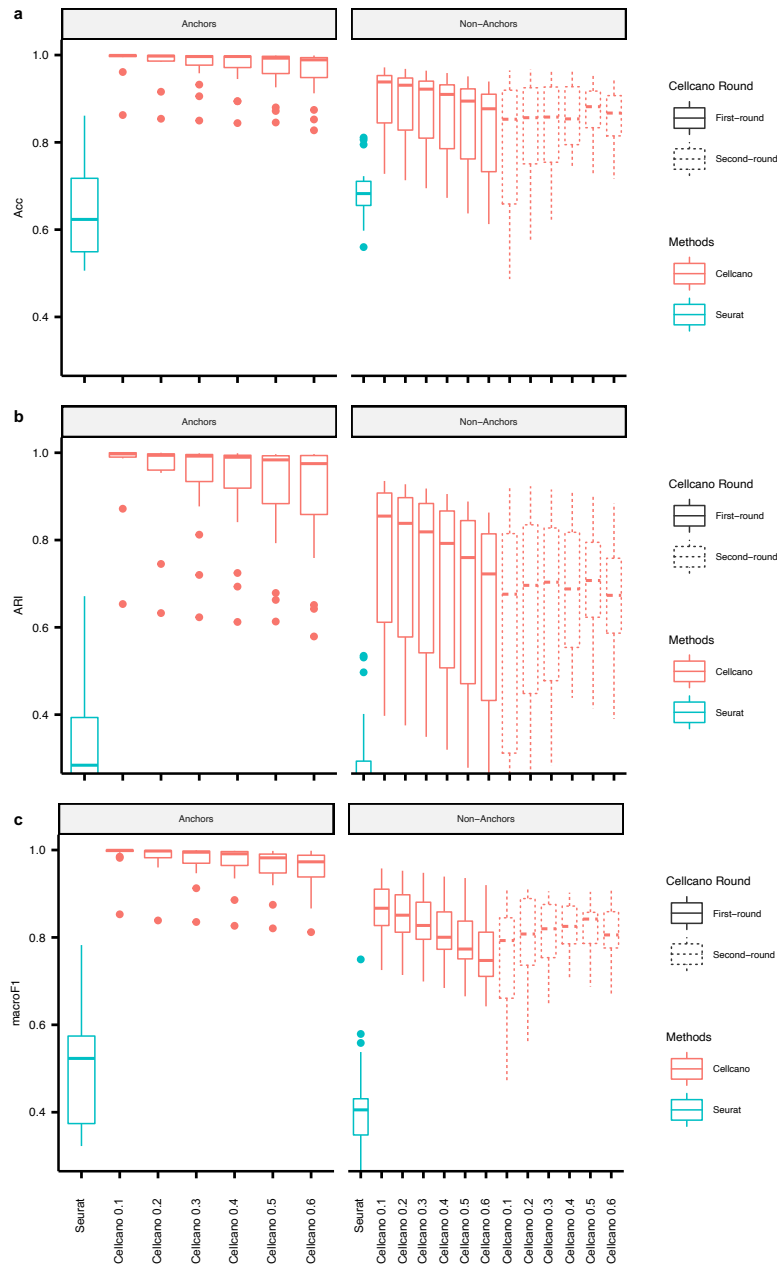 a
Anchors
Non−Anchors
1.0
0.8
0.6
0.4
Acc
Cellcano Round
First−round
Second−round
Methods
Cellcano
Seurat
b
Anchors
Non−Anchors
1.0
0.8
0.6
0.4
ARI
Cellcano Round
First−round
Second−round
Methods
Cellcano
Seurat
c
Anchors
Non−Anchors
1.0
0.8
0.6
0.4
macroF1
Cellcano Round
First−round
Second−round
Methods
Cellcano
Seurat
Seurat
Cellcano 0.1
Cellcano 0.2
Cellcano 0.3
Cellcano 0.4
Cellcano 0.5
Cellcano 0.6
Seurat
Cellcano 0.1
Cellcano 0.2
Cellcano 0.3
Cellcano 0.4
Cellcano 0.5
Cellcano 0.6
Cellcano 0.1
Cellcano 0.2
Cellcano 0.3
Cellcano 0.4
Cellcano 0.5
Cellcano 0.6